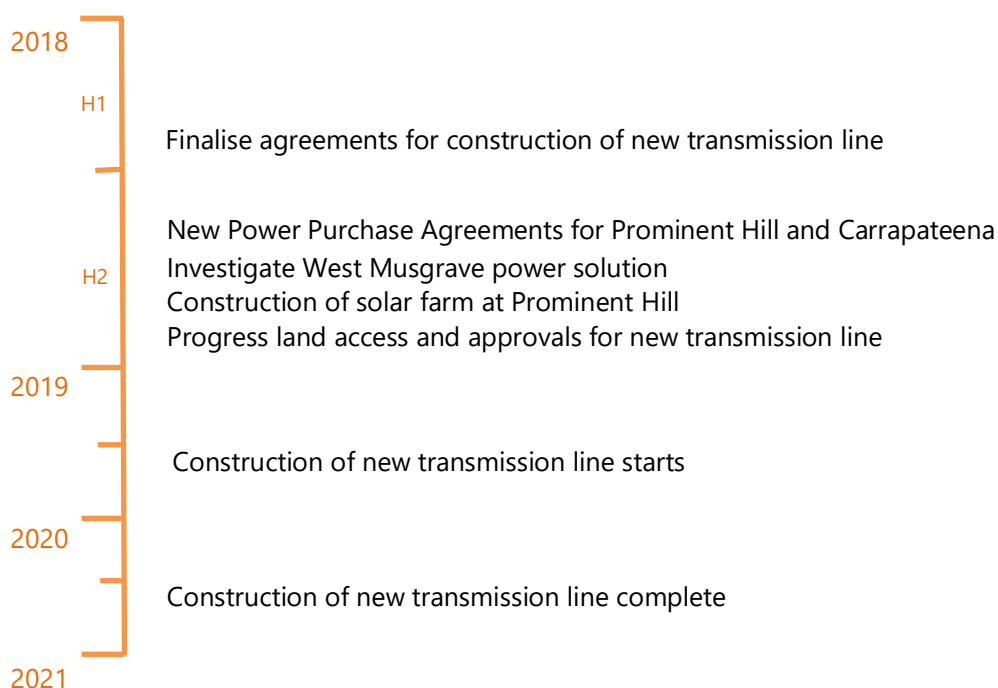 2018
H1
Finalise agreements for construction of new transmission line
New Power Purchase Agreements for Prominent Hill and Carrapateena
Investigate West Musgrave power solution
H2
Construction of solar farm at Prominent Hill
Progress land access and approvals for new transmission line
2019
Construction of new transmission line starts
2020
Construction of new transmission line complete
2021